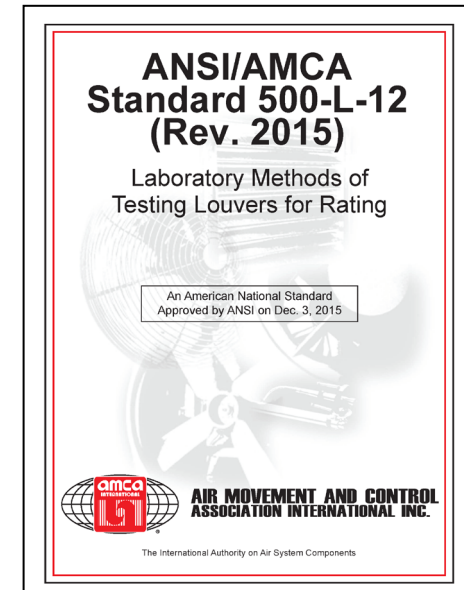 ANSI/AMCA
Standard 500-L-12
(Rev. 2015)
Laboratory Methods of
Testing Louvers for Rating
An American National Standard
Approved by ANSI on Dec. 3, 2015
amca
INTERNATIONAL
®
AIR MOVEMENT AND CONTROL
ASSOCIATION INTERNATIONAL INC.
The International Authority on Air System Components